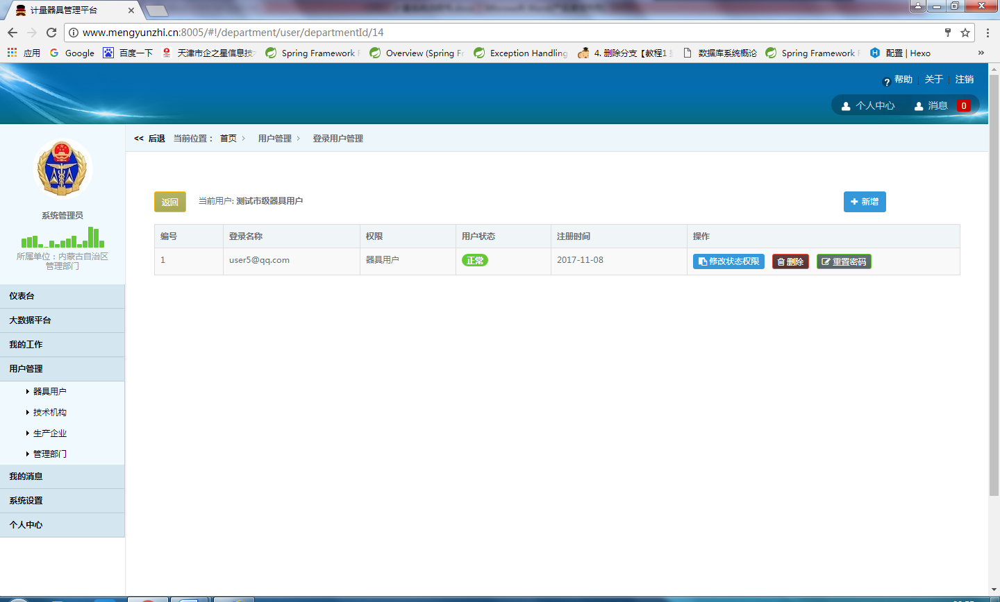 计量器具管理平台
www.mengyunzhi.cn:8005/#!/department/user/departmentId/14
应用 Google 百度一下 天津市企之星信息技 Spring Framework Overview (Spring Fr Exception Handling 4. 删除分支【教程1 数据库系统概论 Spring Framework 配置 | Hexo »
帮助 关于 注销
个人中心 消息 0
<< 后退 当前位置： 首页 用户管理 登录用户管理
系统管理员
所属单位：内蒙古自治区
管理部门
仪表台
大数据平台
我的工作
用户管理
器具用户
技术机构
生产企业
管理部门
我的消息
系统设置
个人中心
返回 当前用户: 测试市级器具用户 新增
编号 登录名称 权限 用户状态 注册时间 操作
1 user5@qq.com 器具用户 正常 2017-11-08 修改状态权限 删除 重置密码